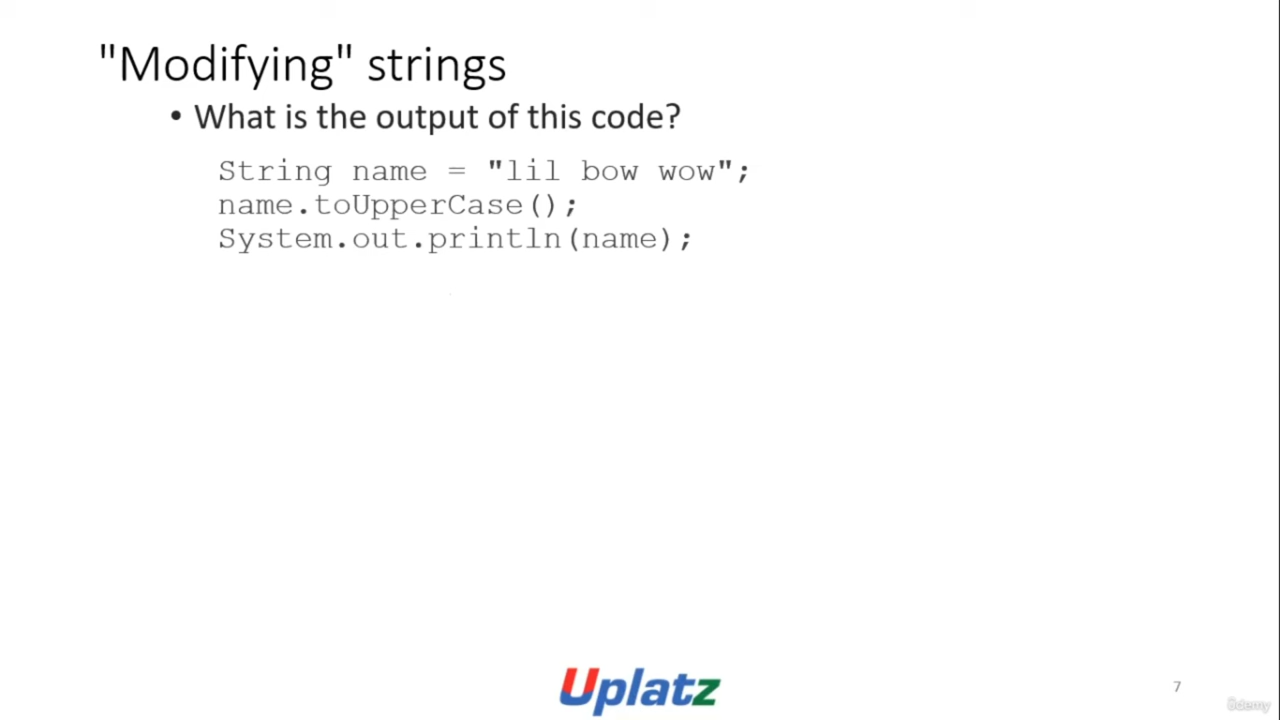 "Modifying" strings
• What is the output of this code?
String name = "lil bow wow";
name.toUpperCase();
System.out.println(name);
Uplatz
7
ûdemy